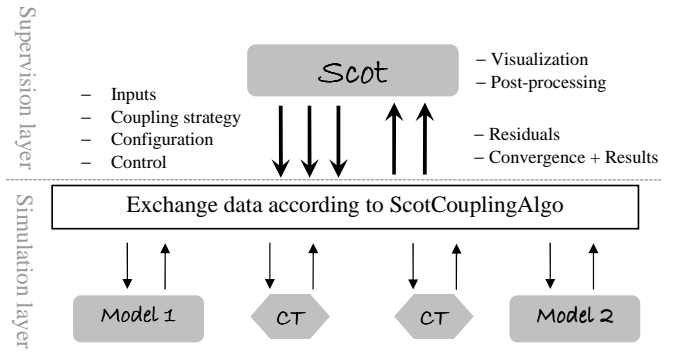 Supervision layer
Scot
– Visualization
– Post-processing
– Inputs
– Coupling strategy
– Configuration
– Control
– Residuals
– Convergence + Results
Simulation layer
Exchange data according to ScotCouplingAlgo
Model 1
CT
CT
Model 2